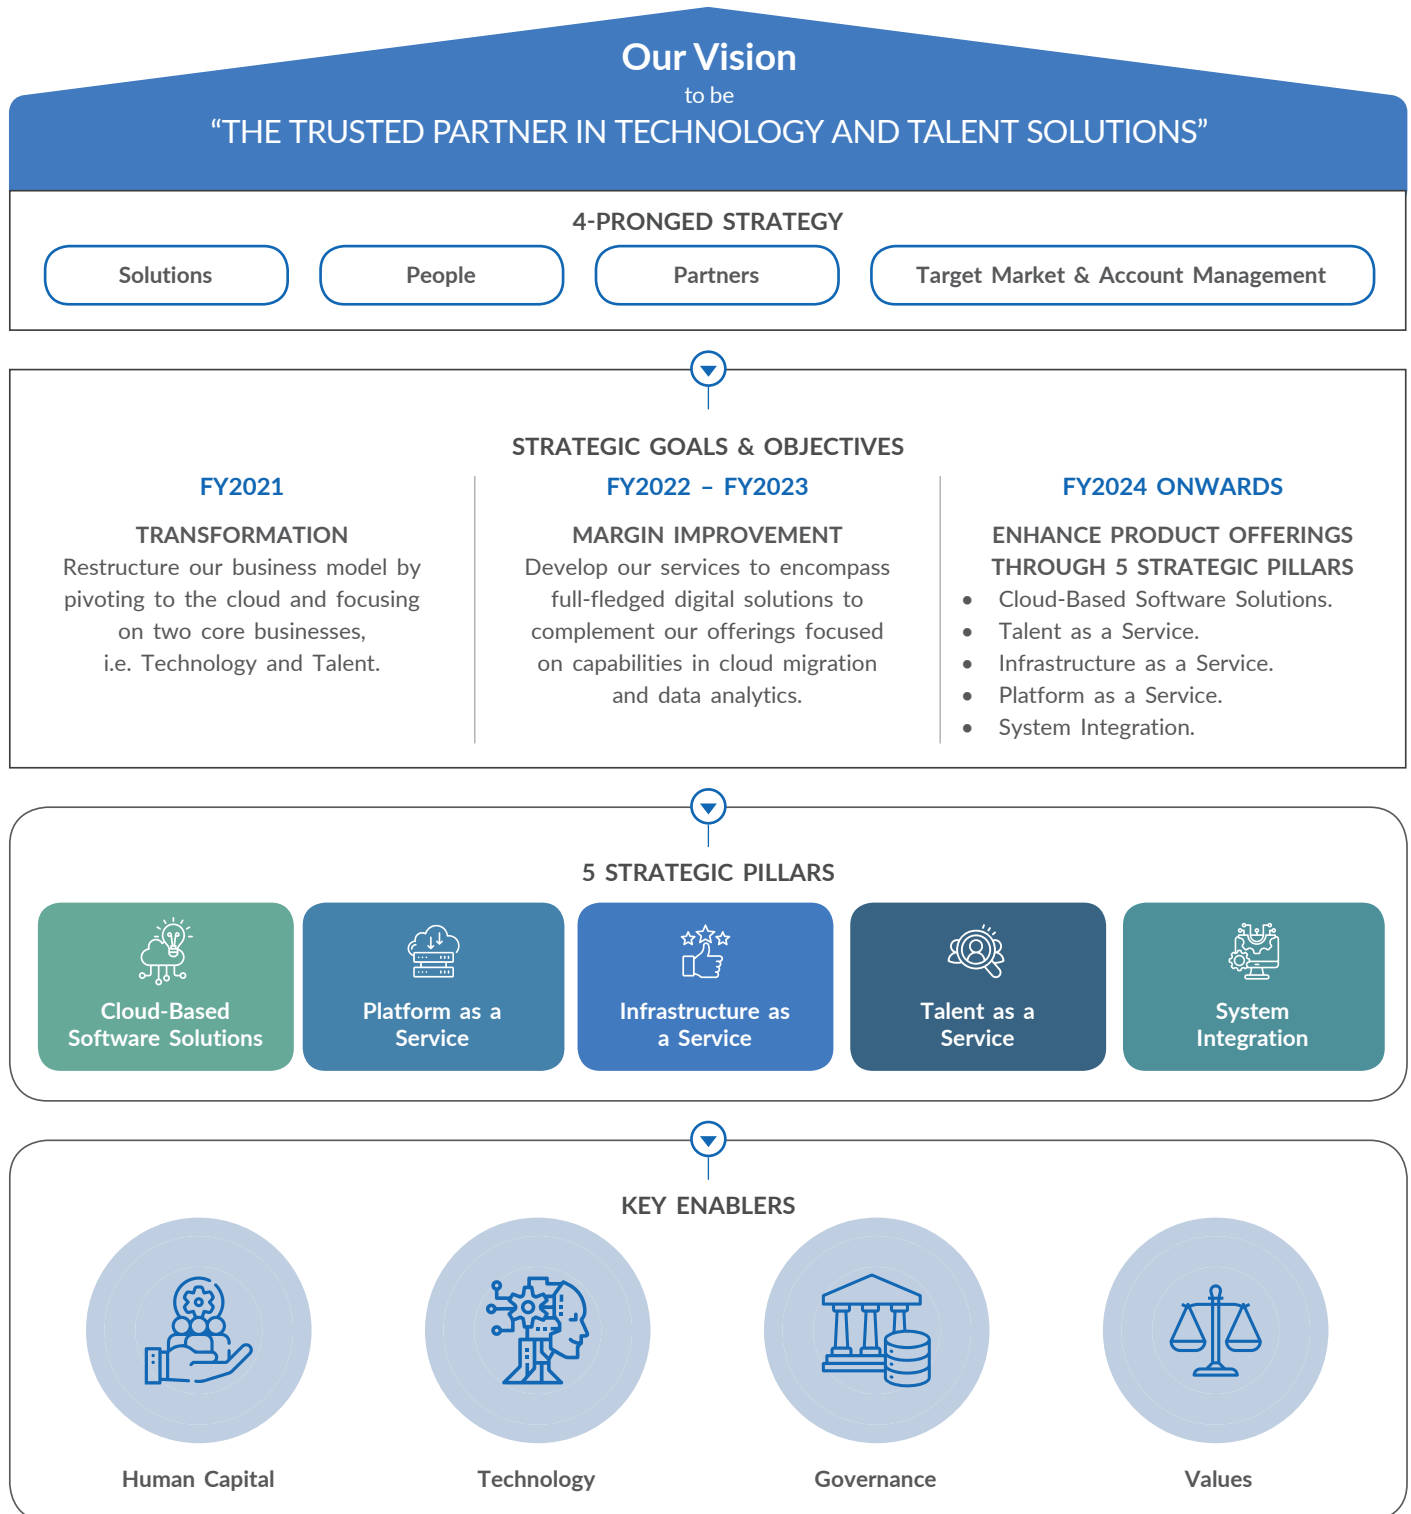 Our Vision
to be
“THE TRUSTED PARTNER IN TECHNOLOGY AND TALENT SOLUTIONS”
4-PRONGED STRATEGY
Solutions
People
Partners
Target Market & Account Management
STRATEGIC GOALS & OBJECTIVES
FY2021
TRANSFORMATION
Restructure our business model by
pivoting to the cloud and focusing
on two core businesses,
i.e. Technology and Talent.
FY2022 – FY2023
MARGIN IMPROVEMENT
Develop our services to encompass
full-fledged digital solutions to
complement our offerings focused
on capabilities in cloud migration
and data analytics.
FY2024 ONWARDS
ENHANCE PRODUCT OFFERINGS
THROUGH 5 STRATEGIC PILLARS
• Cloud-Based Software Solutions.
• Talent as a Service.
• Infrastructure as a Service.
• Platform as a Service.
• System Integration.
5 STRATEGIC PILLARS
Cloud-Based
Software Solutions
Platform as a
Service
Infrastructure as
a Service
Talent as a
Service
System
Integration
KEY ENABLERS
Human Capital
Technology
Governance
Values